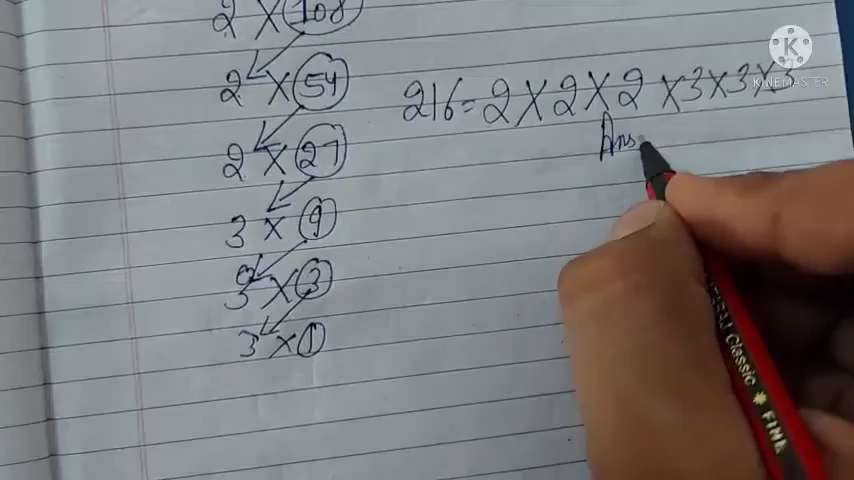 2 X 108
2 X 54
2 X 27
3 X 9
3 X 3
3 X 1
216 = 2 X 2 X 2 X 3 X 3 X 3
Ans
KINEMASTER
Classic * FINE